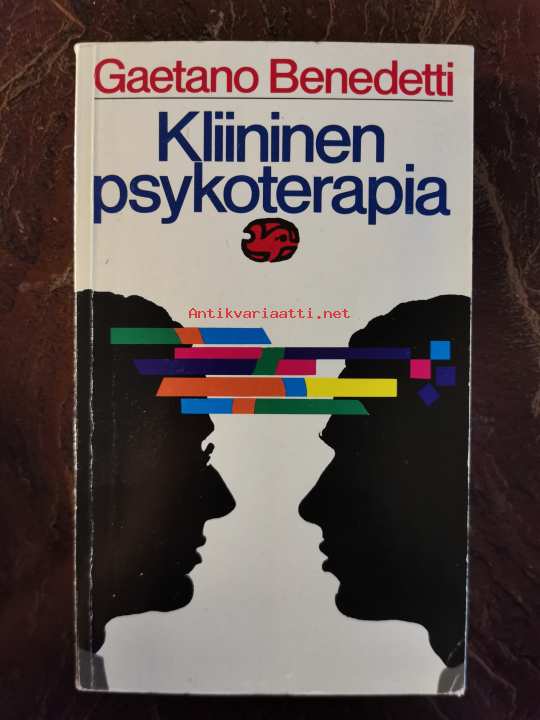 Gaetano Benedetti
Kliininen
psykoterapia
Antikvariaatti.net